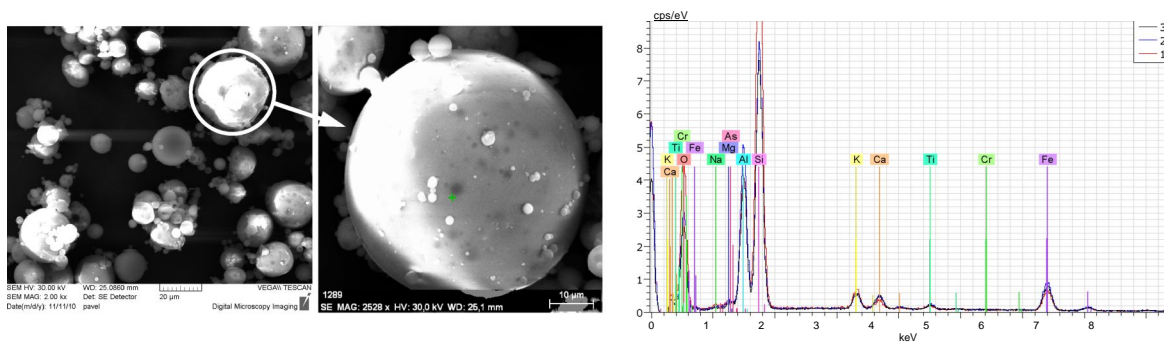 SEM HV: 30.00 kV WD: 25.0860 mm VEGA\\ TESCAN
SEM MAG: 2.00 kx Det: SE Detector 20 µm
Date(m/d/y): 11/11/10 pavel Digital Microscopy Imaging
1289 10 µm
SE MAG: 2528 x HV: 30,0 kV WD: 25,1 mm
cps/eV
3
2
1
8
7
6
5
4
3
2
1
0
Cr As
Ti Fe Mg
K O Na Al Si K Ca Ti Cr Fe
Ca
0 1 2 3 4 5 6 7 8
keV